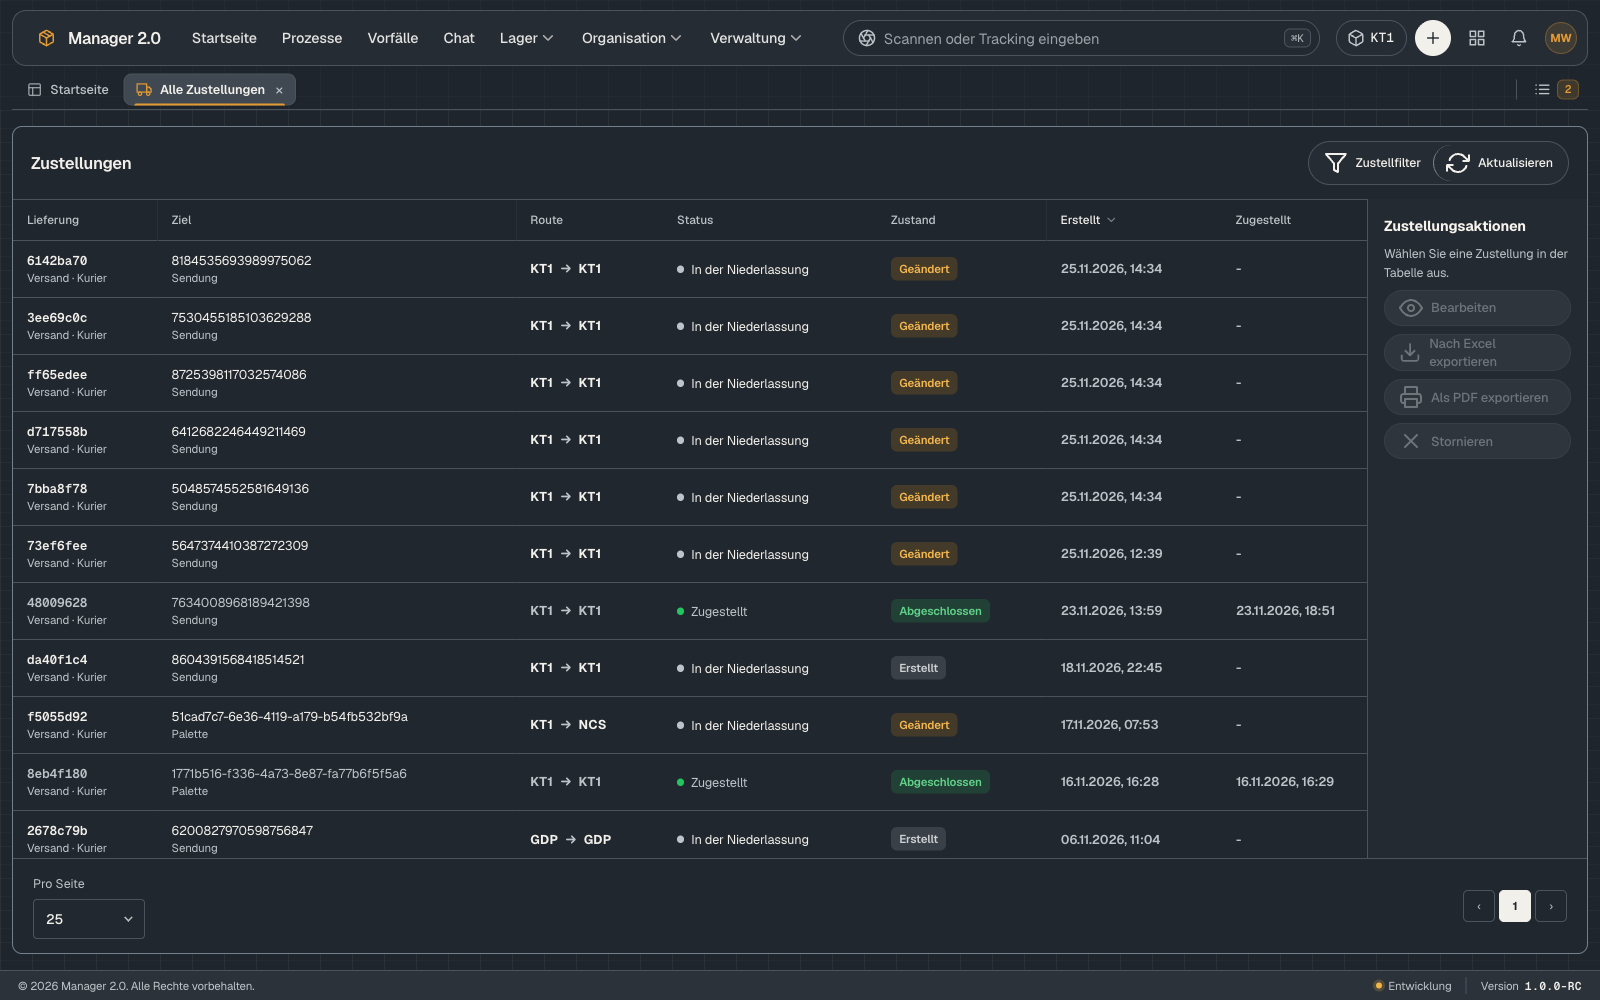 Manager 2.0 Startseite Prozesse Vorfälle Chat Lager Organisation Verwaltung Scannen oder Tracking eingeben ⌘K KT1 + MW
Startseite Alle Zustellungen × 2
Zustellungen Zustellfilter Aktualisieren
Lieferung Ziel Route Status Zustand Erstellt Zugestellt
6142ba70 8184535693989975062 KT1 → KT1 In der Niederlassung Geändert 25.11.2026, 14:34 -
Versand · Kurier Sendung
3ee69c0c 7530455185103629288 KT1 → KT1 In der Niederlassung Geändert 25.11.2026, 14:34 -
Versand · Kurier Sendung
ff65edee 8725398117032574086 KT1 → KT1 In der Niederlassung Geändert 25.11.2026, 14:34 -
Versand · Kurier Sendung
d717558b 6412682246449211469 KT1 → KT1 In der Niederlassung Geändert 25.11.2026, 14:34 -
Versand · Kurier Sendung
7bba8f78 5048574552581649136 KT1 → KT1 In der Niederlassung Geändert 25.11.2026, 14:34 -
Versand · Kurier Sendung
73ef6fee 5647374410387272309 KT1 → KT1 In der Niederlassung Geändert 25.11.2026, 12:39 -
Versand · Kurier Sendung
48009628 7634008968189421398 KT1 → KT1 Zugestellt Abgeschlossen 23.11.2026, 13:59 23.11.2026, 18:51
Versand · Kurier Sendung
da40f1c4 8604391568418514521 KT1 → KT1 In der Niederlassung Erstellt 18.11.2026, 22:45 -
Versand · Kurier Sendung
f5055d92 51cad7c7-6e36-4119-a179-b54fb532bf9a KT1 → NCS In der Niederlassung Geändert 17.11.2026, 07:53 -
Versand · Kurier Palette
8eb4f180 1771b516-f336-4a73-8e87-fa77b6f5f5a6 KT1 → KT1 Zugestellt Abgeschlossen 16.11.2026, 16:28 16.11.2026, 16:29
Versand · Kurier Palette
2678c79b 6200827970598756847 GDP → GDP In der Niederlassung Erstellt 06.11.2026, 11:04 -
Versand · Kurier Sendung
Zustellungsaktionen
Wählen Sie eine Zustellung in der
Tabelle aus.
Bearbeiten
Nach Excel
exportieren
Als PDF exportieren
Stornieren
Pro Seite
25
‹ 1 ›
© 2026 Manager 2.0. Alle Rechte vorbehalten. Entwicklung Version 1.0.0-RC